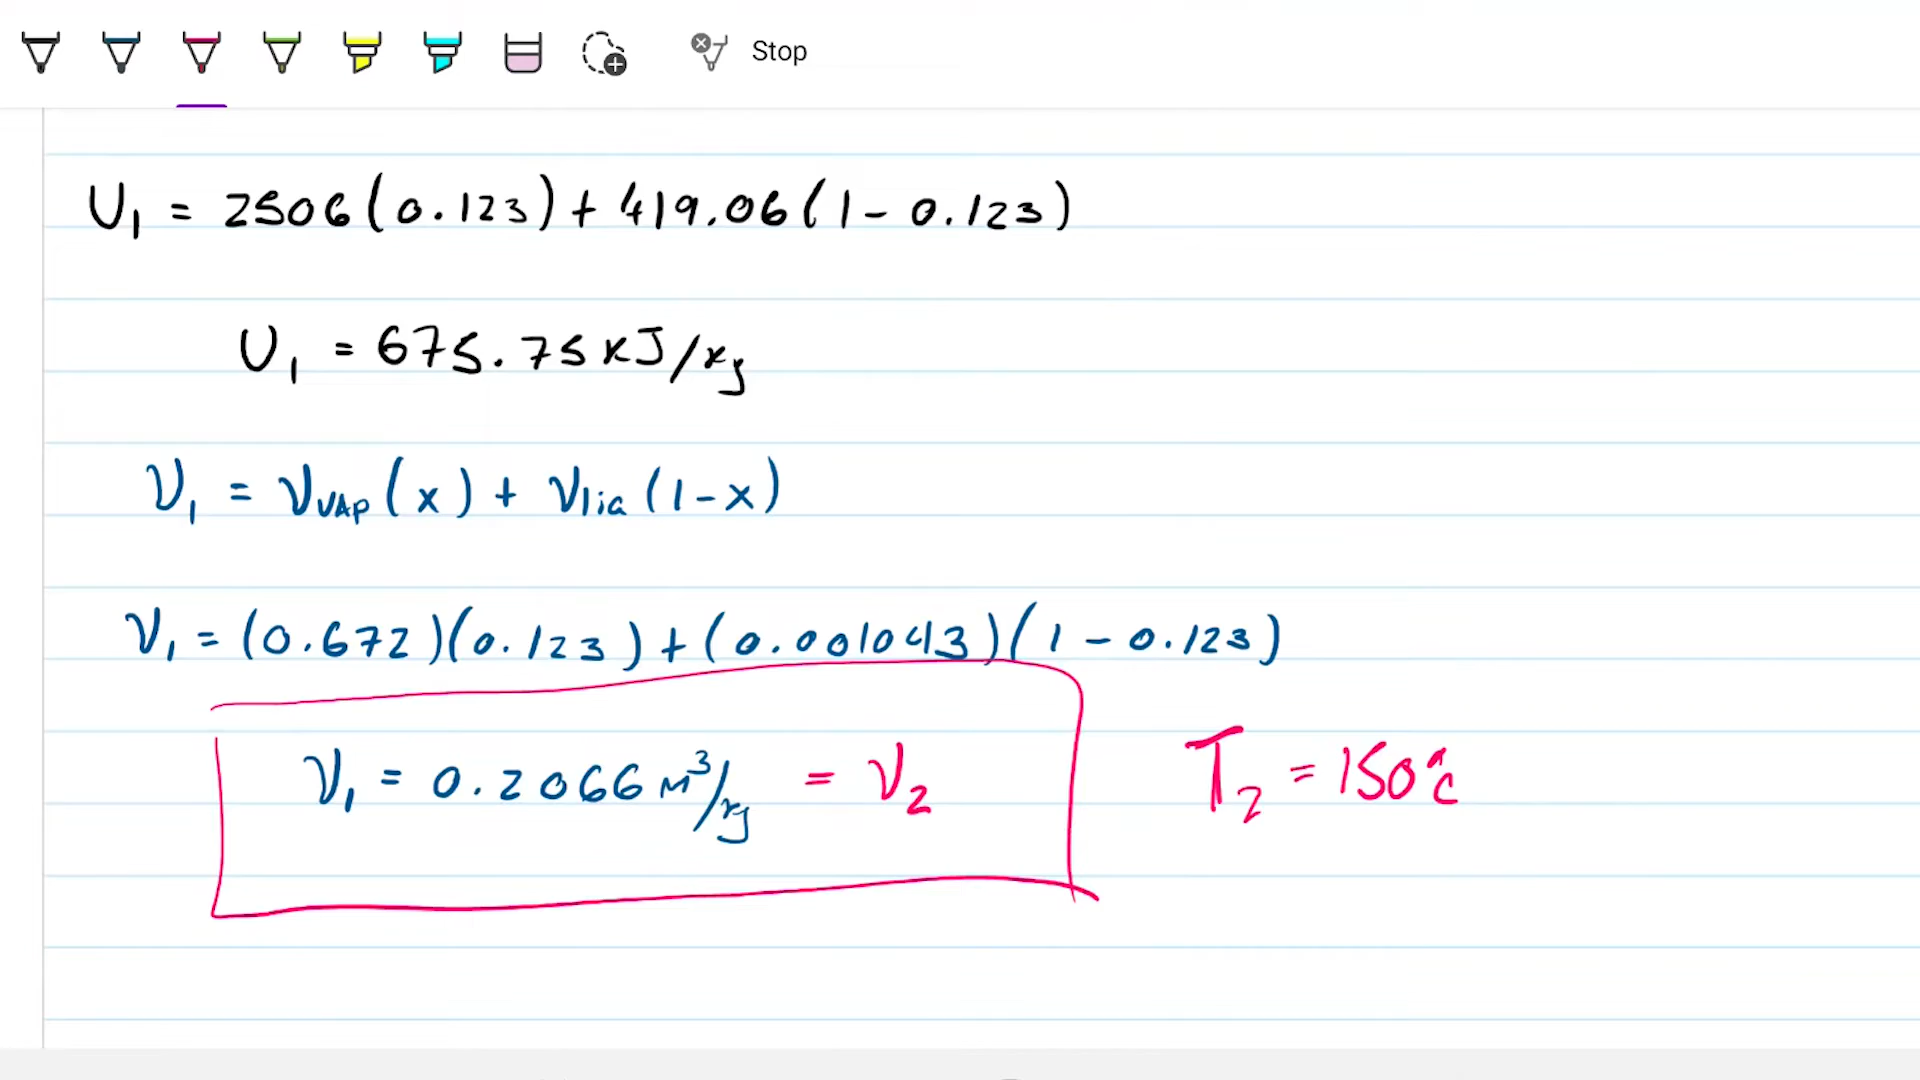 Stop
U₁ = 2506(0.123) + 419.06(1 - 0.123)
U₁ = 675.75 kJ/kg
V₁ = VVAP(x) + Vliq(1-x)
V₁ = (0.672)(0.123) + (0.001043)(1 - 0.123)
V₁ = 0.2066 m³/kg = V₂ T₂ = 150°C